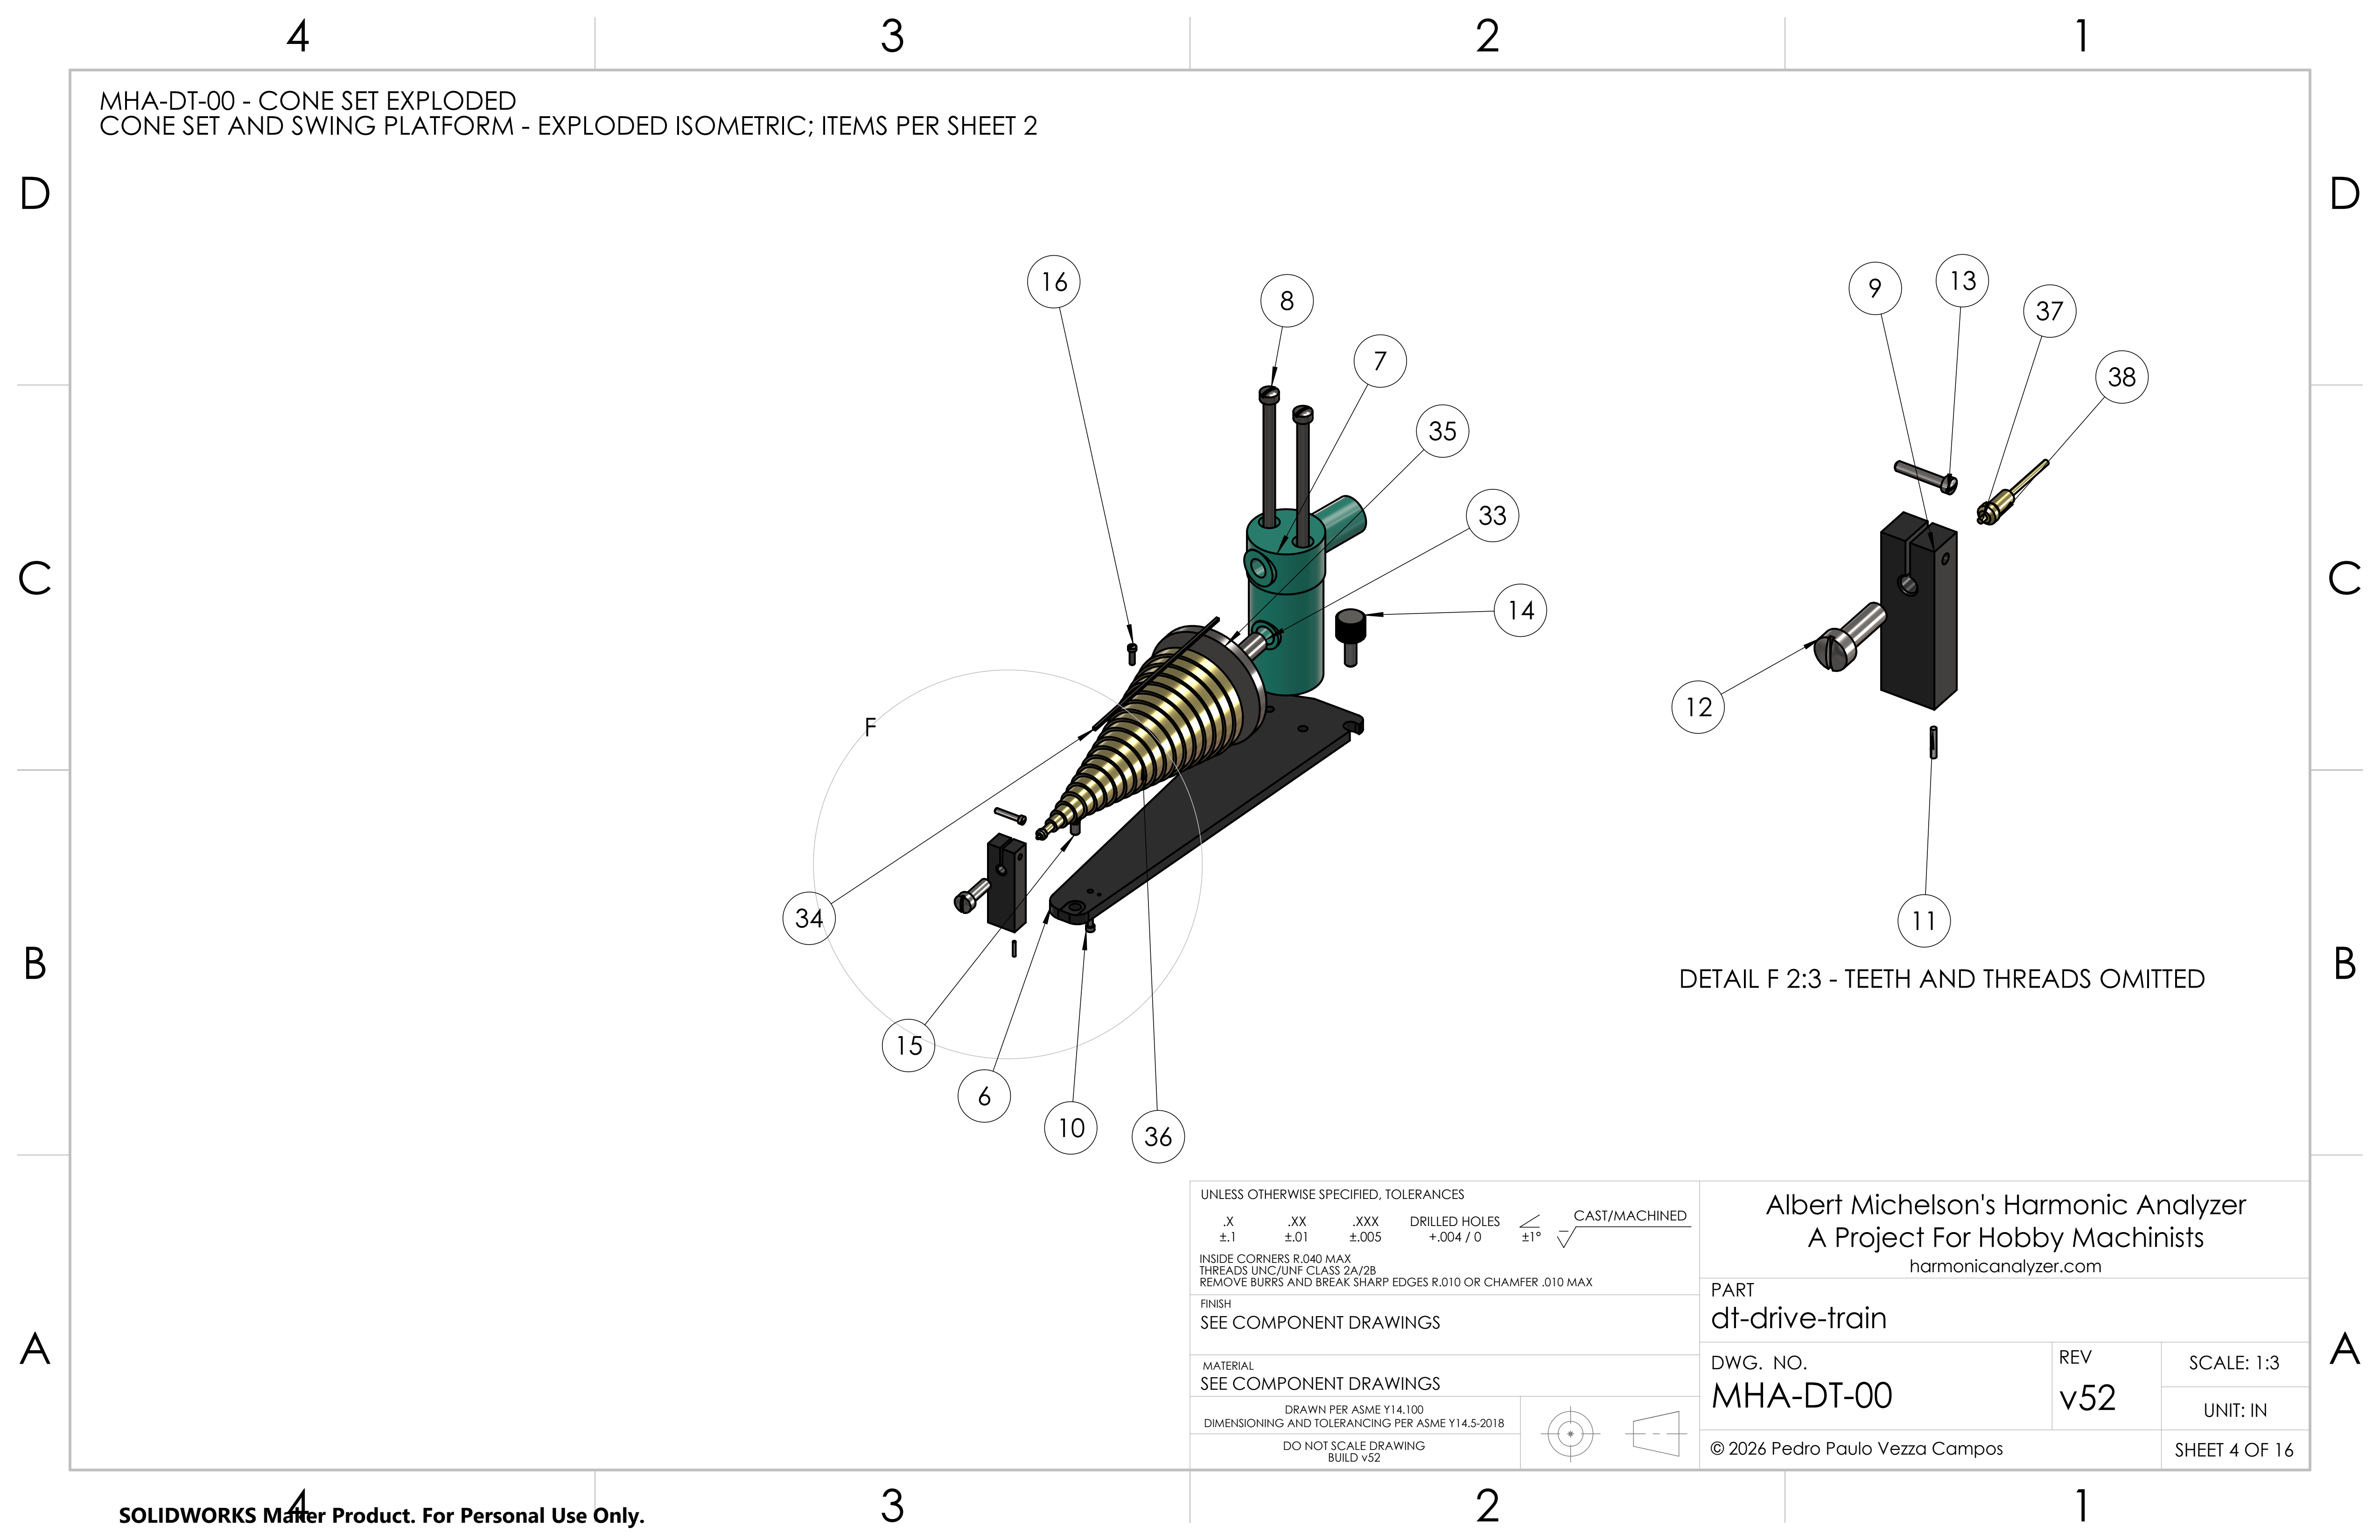 4 3 2 1
MHA-DT-00 - CONE SET EXPLODED
CONE SET AND SWING PLATFORM - EXPLODED ISOMETRIC; ITEMS PER SHEET 2
D D
16 8 9 13
37
7 38
35
33
C C
14
12
F
34 11
B B
DETAIL F 2:3 - TEETH AND THREADS OMITTED
15
6
10
36
UNLESS OTHERWISE SPECIFIED, TOLERANCES
.X .XX .XXX DRILLED HOLES CAST/MACHINED
±.1 ±.01 ±.005 +.004 / 0 ±1°
INSIDE CORNERS R.040 MAX
THREADS UNC/UNF CLASS 2A/2B
REMOVE BURRS AND BREAK SHARP EDGES R.010 OR CHAMFER .010 MAX
FINISH
SEE COMPONENT DRAWINGS
MATERIAL
SEE COMPONENT DRAWINGS
DRAWN PER ASME Y14.100
DIMENSIONING AND TOLERANCING PER ASME Y14.5-2018
DO NOT SCALE DRAWING
BUILD v52
Albert Michelson's Harmonic Analyzer
A Project For Hobby Machinists
harmonicanalyzer.com
PART
dt-drive-train
DWG. NO.
MHA-DT-00
REV
v52
SCALE: 1:3
UNIT: IN
© 2026 Pedro Paulo Vezza Campos
SHEET 4 OF 16
A A
4 3 2 1
SOLIDWORKS Maker Product. For Personal Use Only.